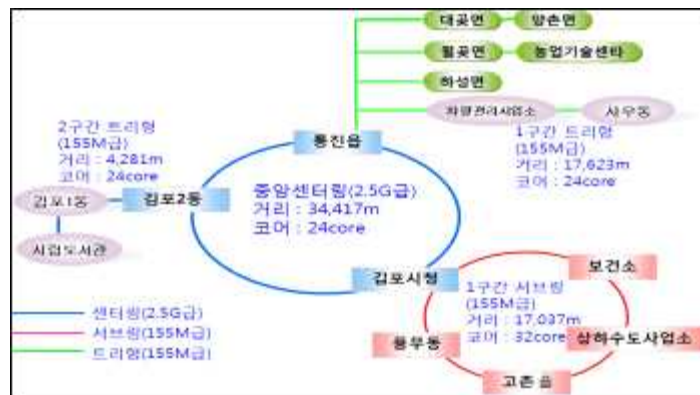 대곶면
양촌면
월곶면
농업기술센타
하성면
차량관리사업소
사우동
2구간 트리형
(155M급)
거리 : 4,281m
코어 : 24core
통진읍
1구간 트리형
(155M급)
거리 : 17,623m
코어 : 24core
김포1동
김포2동
중앙센터링(2.5G급)
거리 : 34,417m
코어 : 24core
시립도서관
김포시청
보건소
1구간 서브링
(155M급)
거리 : 17,037m
코어 : 32core
센터링(2.5G급)
서브링(155M급)
트리형(155M급)
풍무동
상하수도사업소
고촌읍